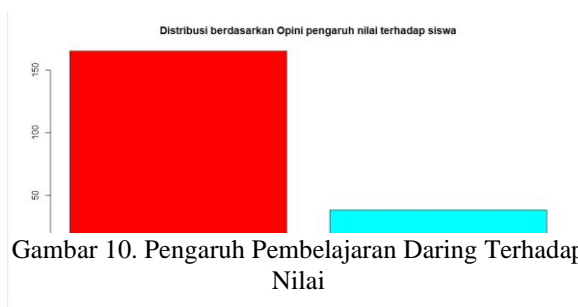 Distribusi berdasarkan Opini pengaruh nilai terhadap siswa
150
100
50
Gambar 10. Pengaruh Pembelajaran Daring Terhadap
Nilai